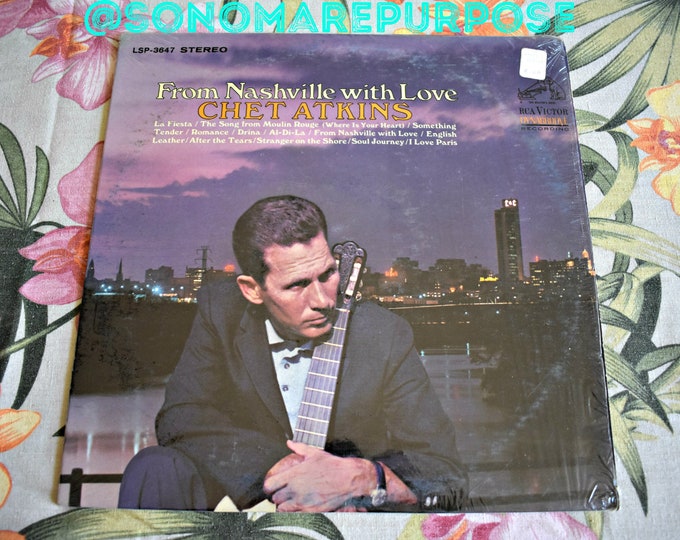 @SONOMAREPURPOSE
LSP-3647 STEREO
From Nashville with Love
CHET ATKINS
La Fiesta / The Song from Moulin Rouge (Where Is Your Heart) / Something
Tender / Romance / Drina / Al-Di-La / From Nashville with Love / English
Leather/After the Tears/Stranger on the Shore/Soul Journey/I Love Paris
RCA VICTOR
DYNAGROOVE
RECORDING